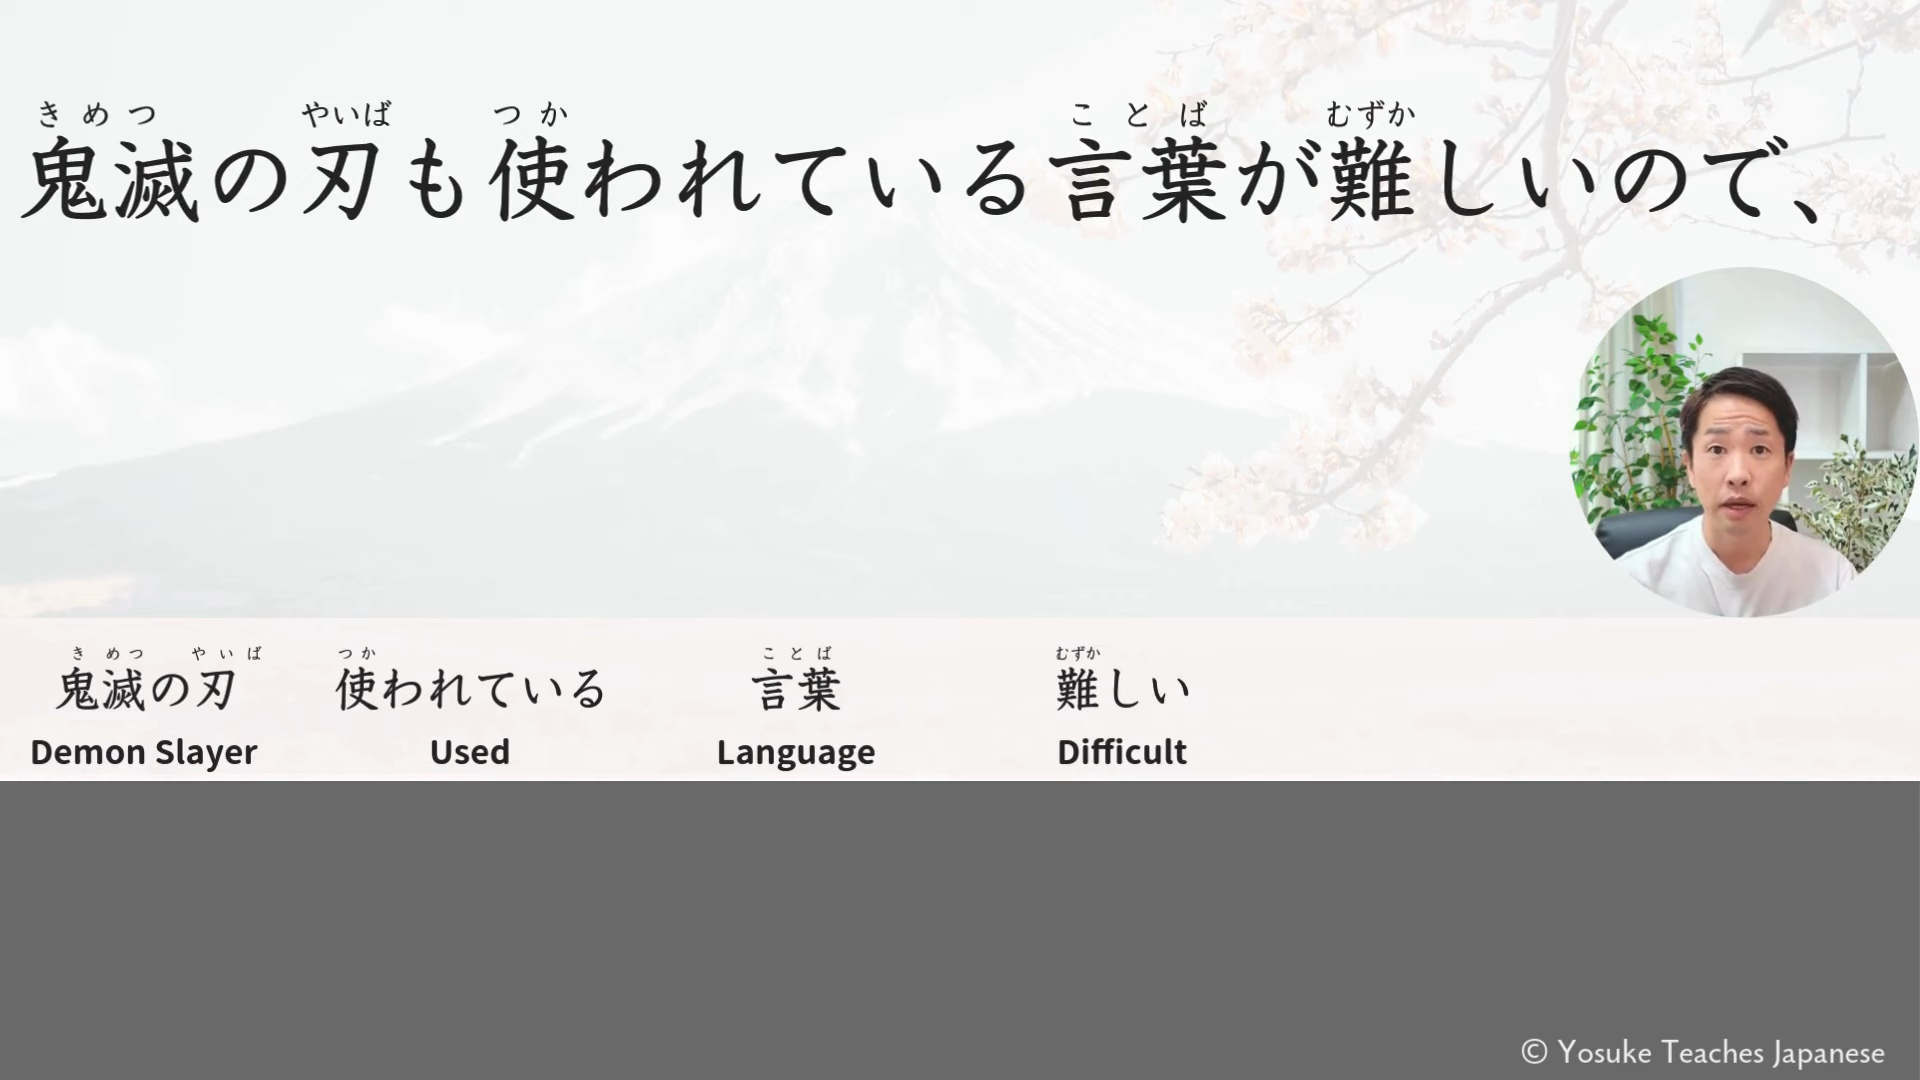 きめつ やいば つか ことば むずか
鬼滅の刃も使われている言葉が難しいので、
きめつ やいば つか ことば むずか
鬼滅の刃 使われている 言葉 難しい
Demon Slayer Used Language Difficult
© Yosuke Teaches Japanese